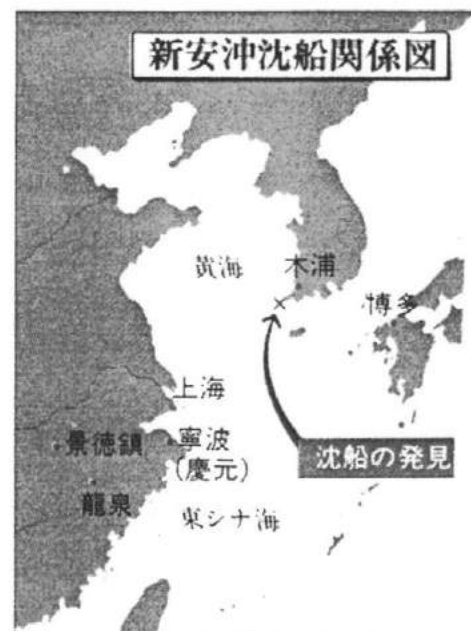 新安沖沈船関係図
黄海
木浦
博多
上海
景徳鎮
寧波
(慶元)
沈船の発見
龍泉
東シナ海